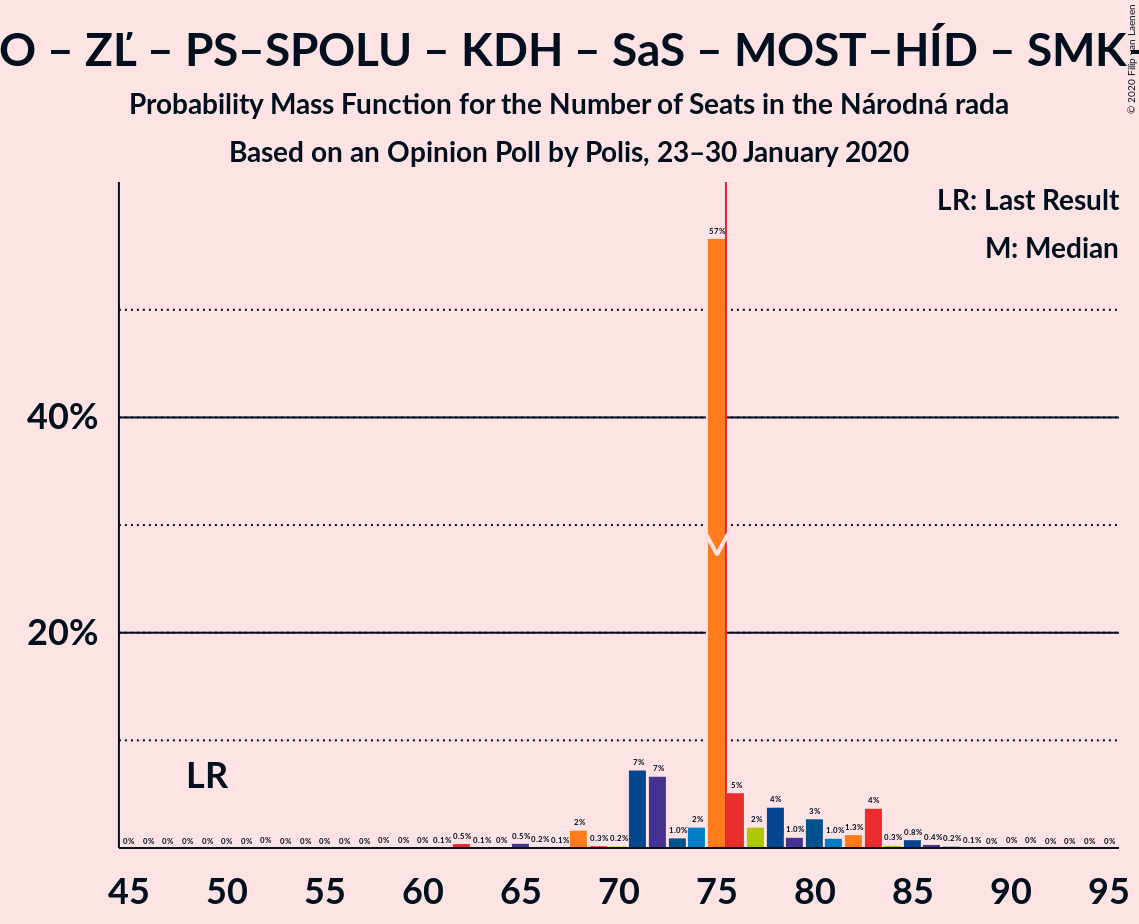 O – ZĽ – PS–SPOLU – KDH – SaS – MOST–HÍD – SMK–
Probability Mass Function for the Number of Seats in the Národná rada
Based on an Opinion Poll by Polis, 23–30 January 2020
© 2020 Filip van Laenen
LR: Last Result
M: Median
57%
40%
20%
LR
0% 0% 0% 0% 0% 0% 0% 0% 0% 0% 0% 0% 0% 0% 0% 0% 0.1% 0.5% 0.1% 0% 0.5% 0.2% 0.1% 2% 0.3% 0.2% 7% 7% 1.0% 2% 5% 2% 4% 1.0% 3% 1.0% 1.3% 4% 0.3% 0.8% 0.4% 0.2% 0.1% 0% 0% 0% 0% 0% 0% 0%
45 50 55 60 65 70 75 80 85 90 95